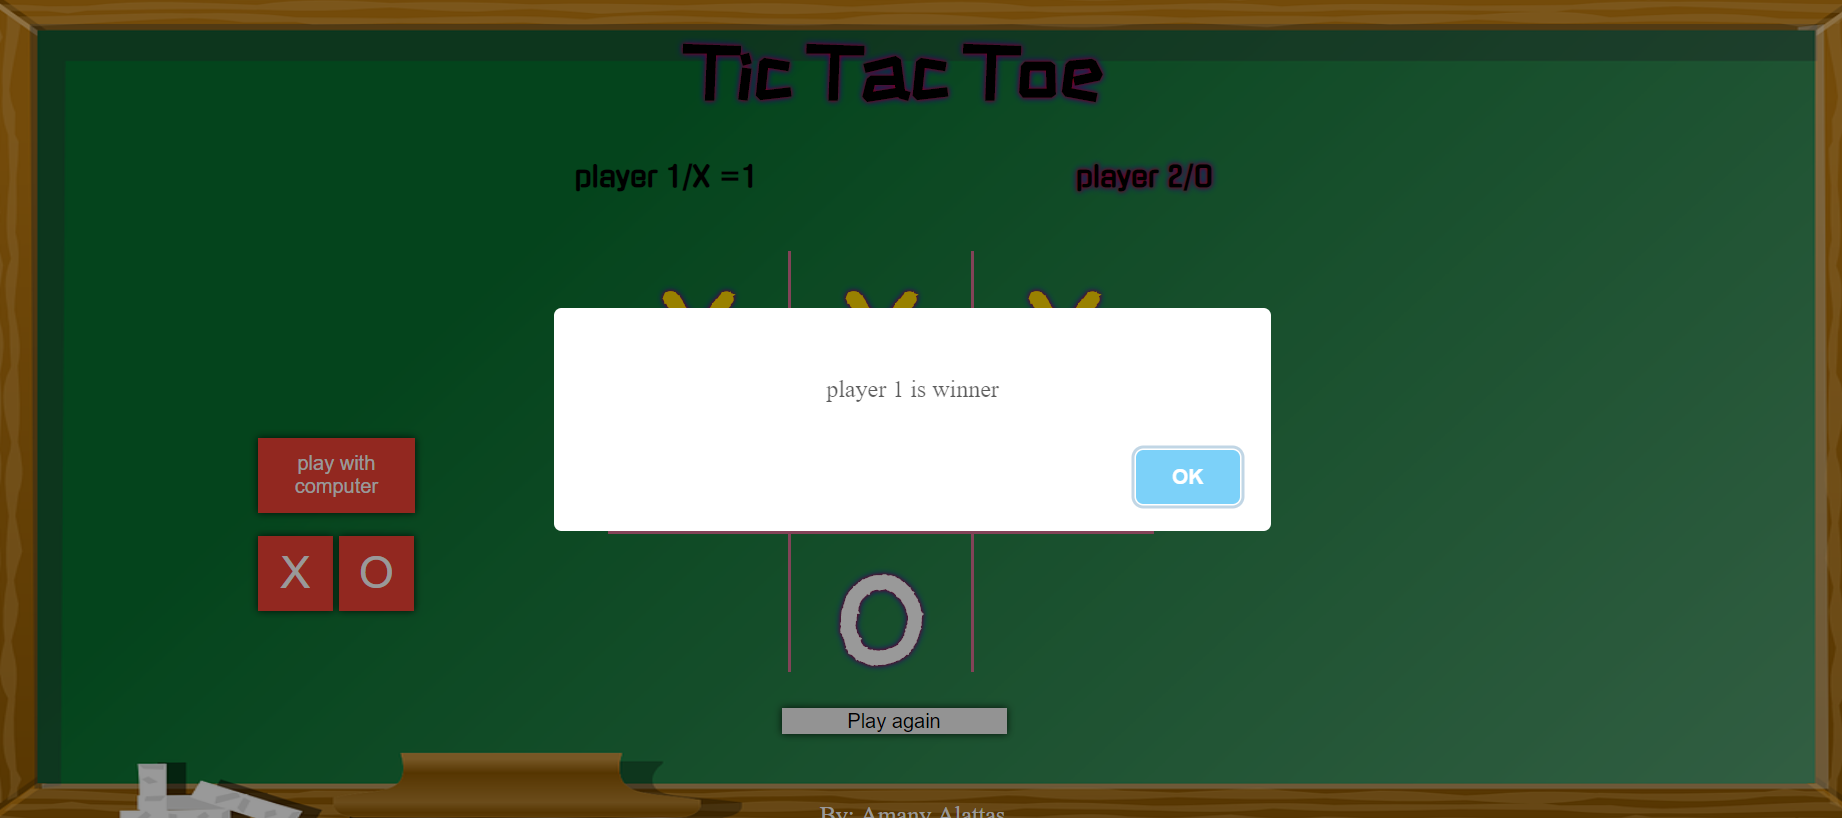 Tic Tac Toe
player 1/X =1
player 2/O
X X X
player 1 is winner
OK
play with
computer
X O
O
Play again
By: Amany Alattas